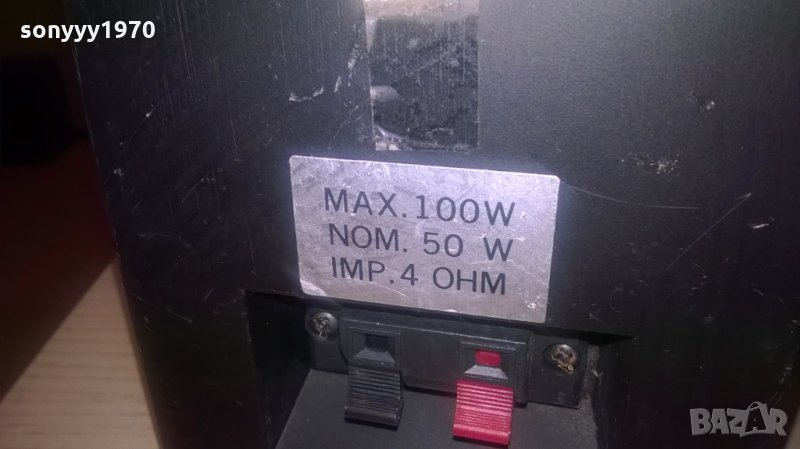 sonyyy1970
MAX. 100W
NOM. 50 W
IMP. 4 OHM
BAZAR